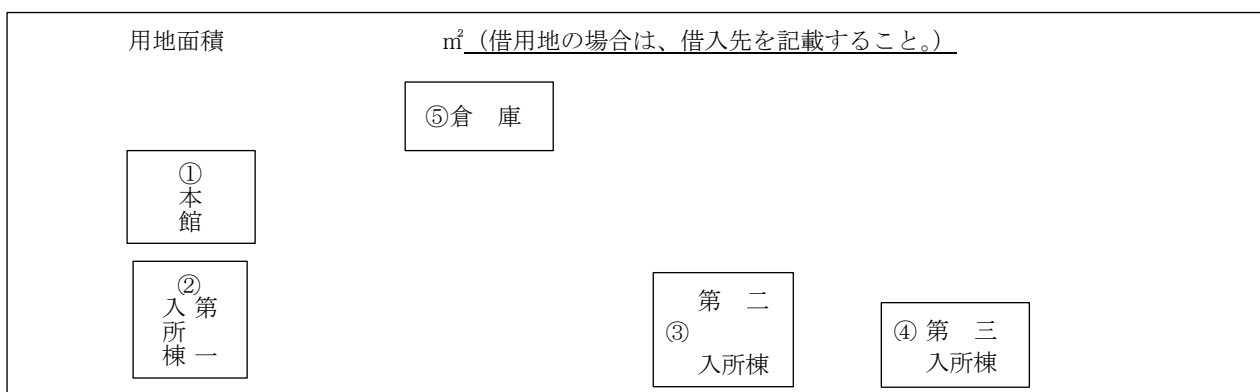 用地面積　　　　　㎡（借用地の場合は、借入先を記載すること。）
⑤倉　庫
①
本館
②
第一
入所棟
第　二
③
入所棟
④ 第　三
入所棟